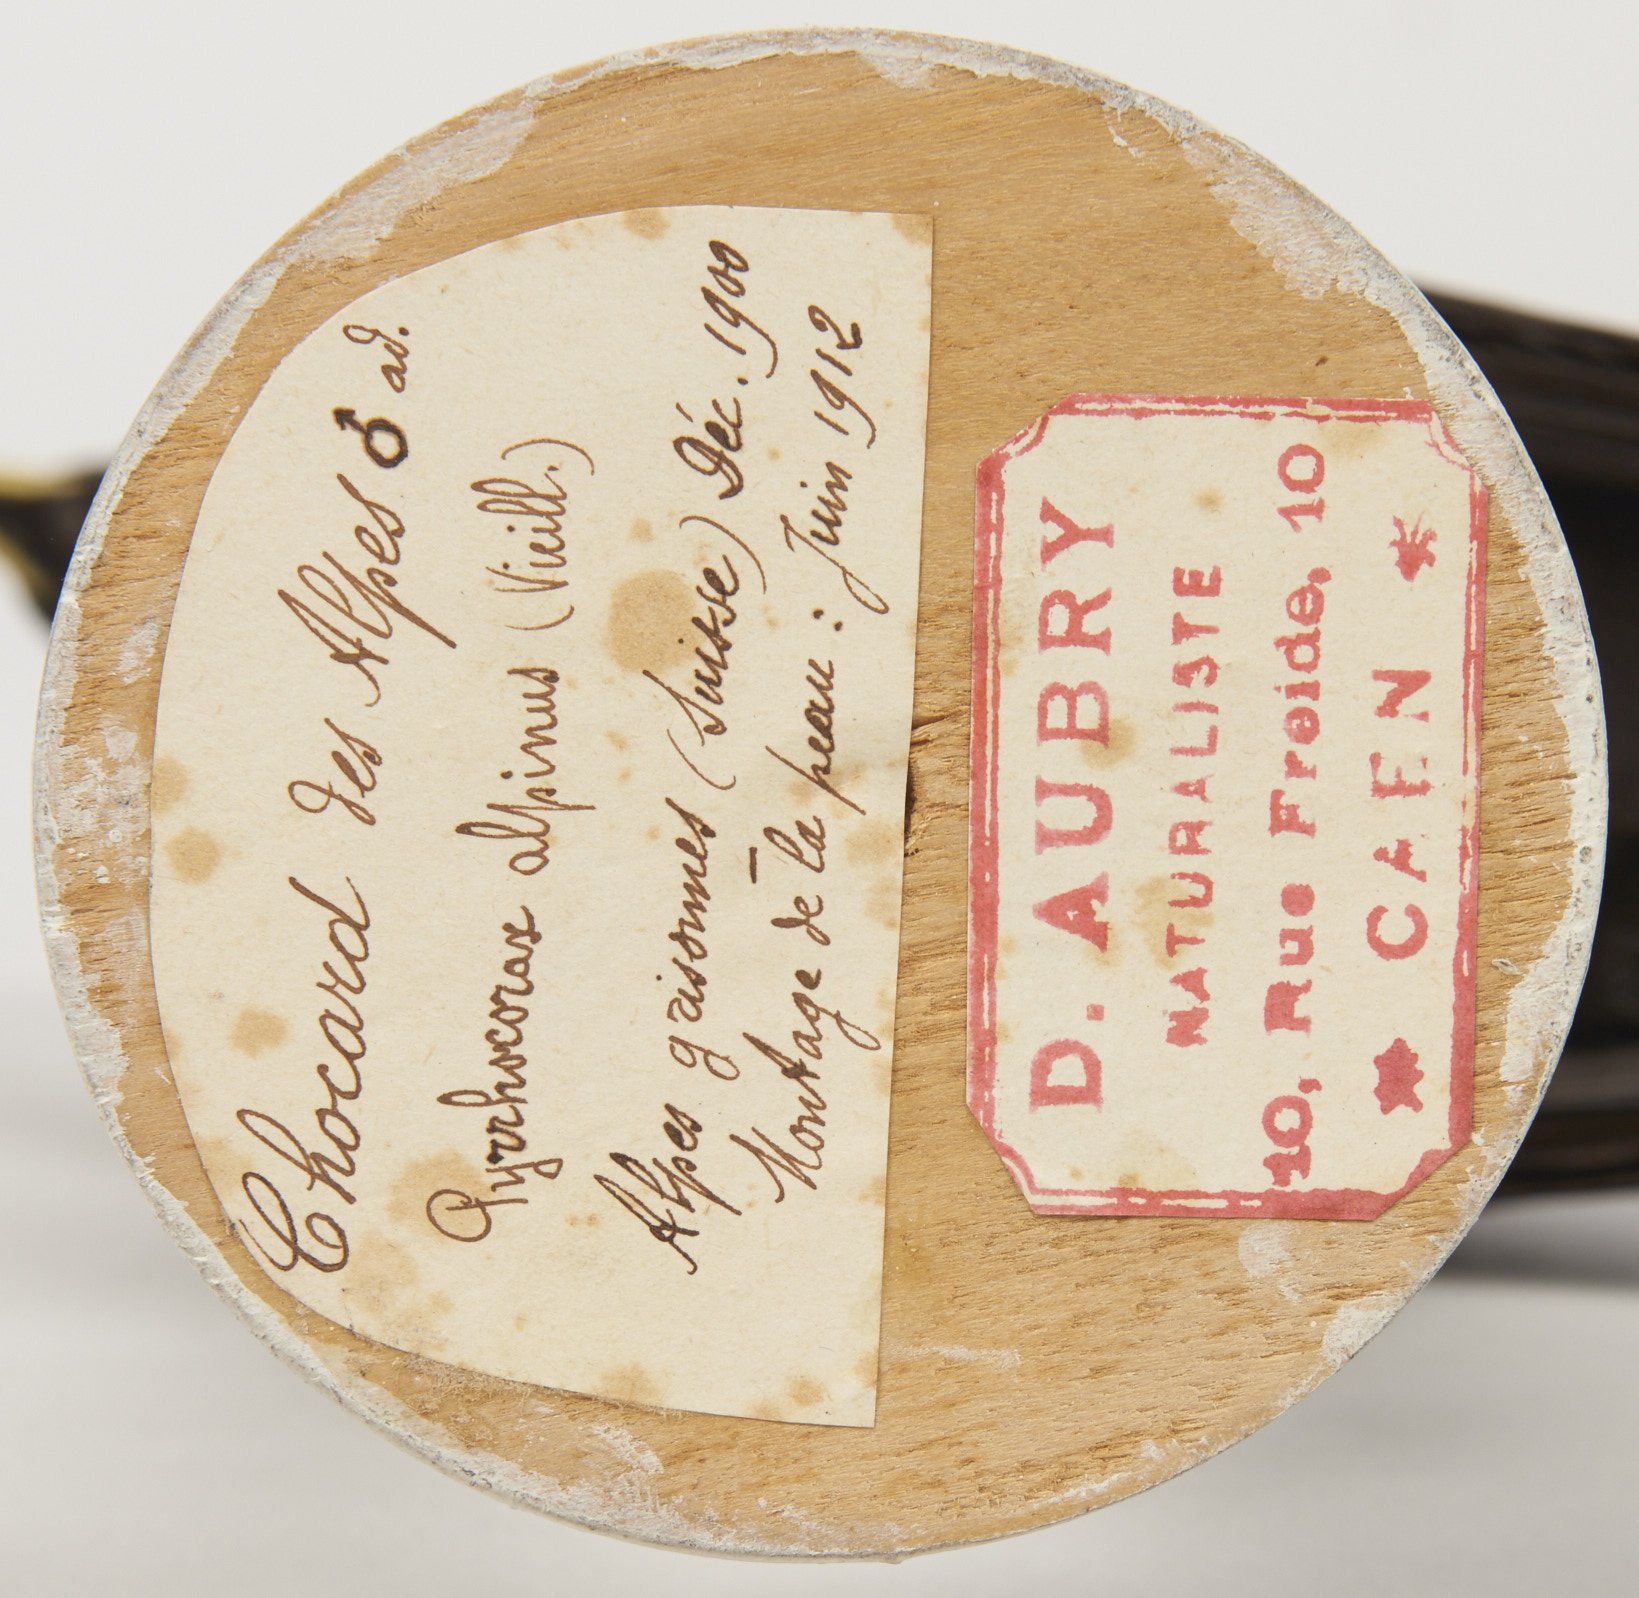 Chocard des Alpes ♂ ad.
Pyrrhocorax alpinus (Vieill.)
Alpes grisonnes (Suisse) Déc. 1900
Montage de la peau : Juin 1912
D. AUBRY
NATURALISTE
10, Rue Froide, 10
CAEN